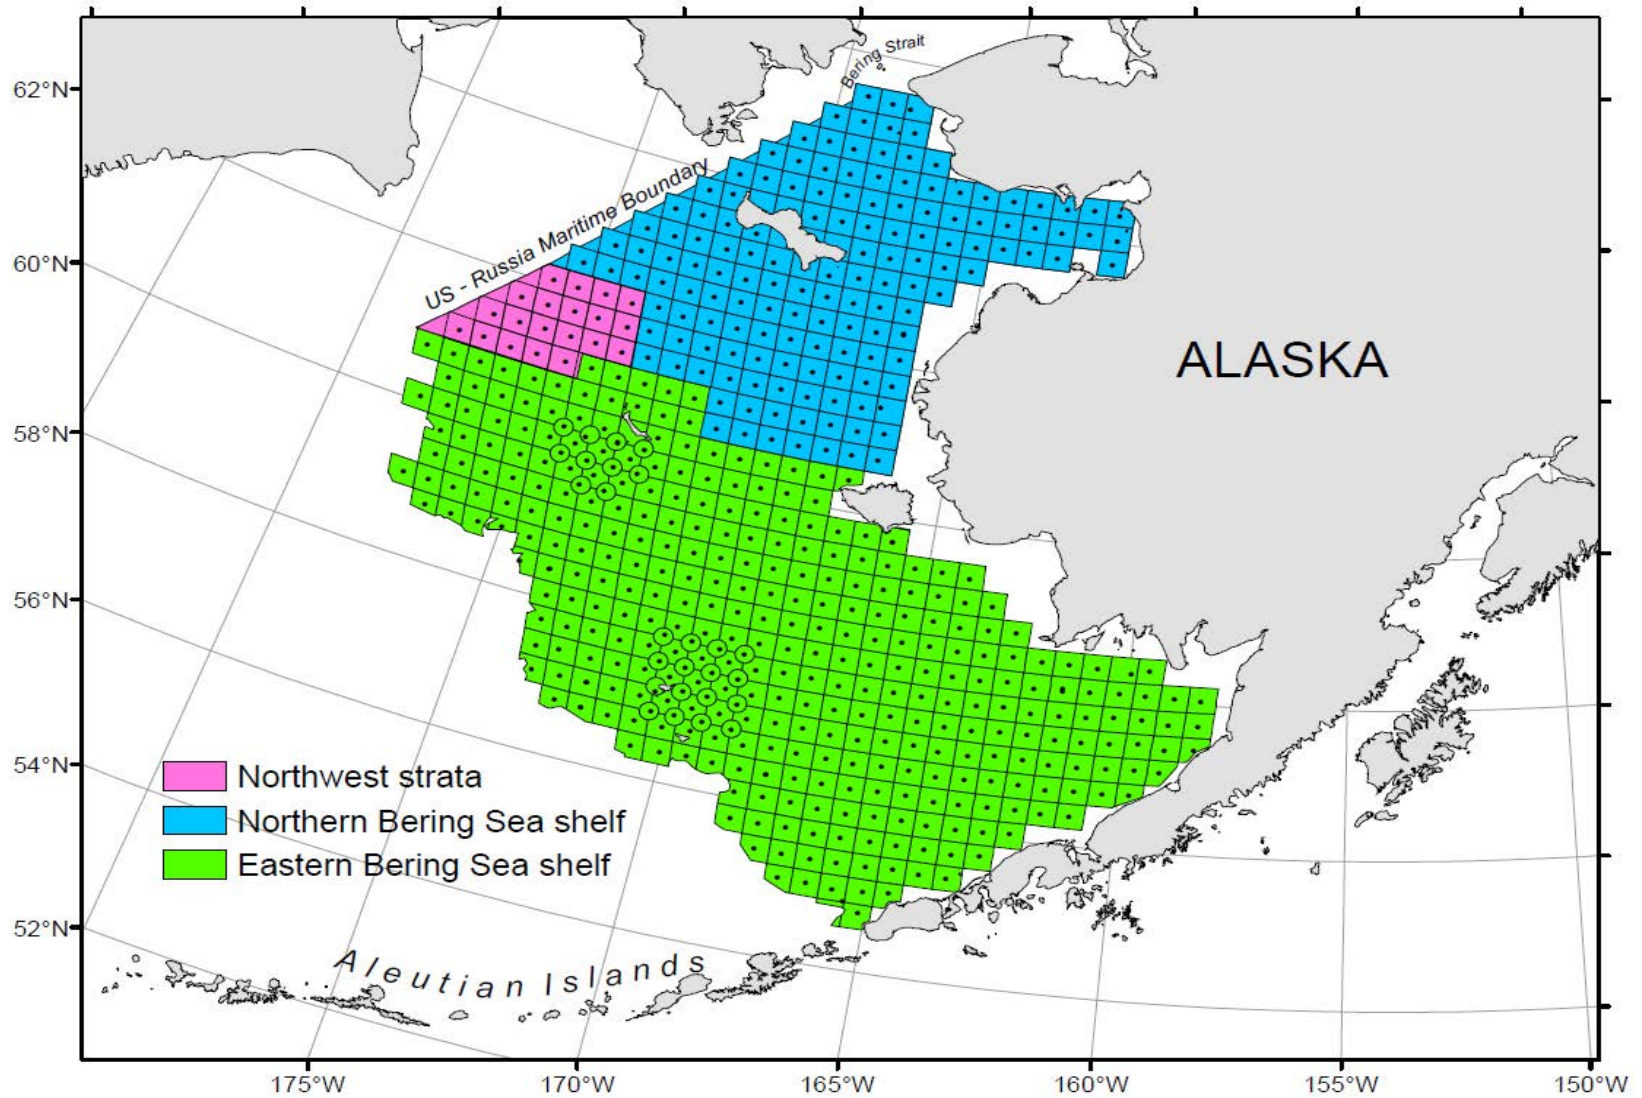 Bering Strait
62°N
US - Russia Maritime Boundary
60°N
ALASKA
58°N
56°N
54°N
Northwest strata
Northern Bering Sea shelf
Eastern Bering Sea shelf
52°N
Aleutian Islands
175°W 170°W 165°W 160°W 155°W 150°W